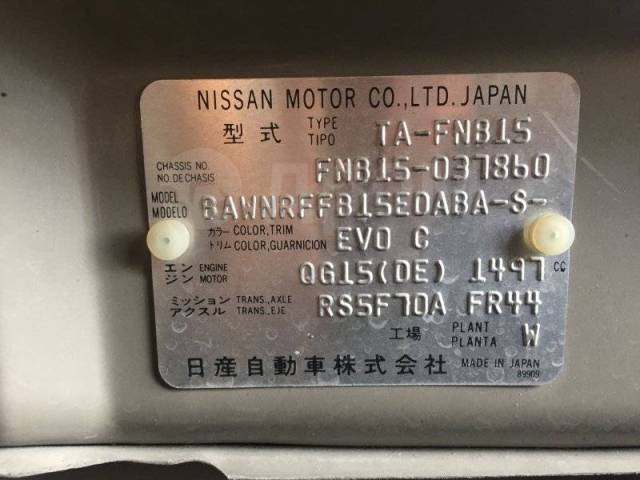 NISSAN MOTOR CO.,LTD. JAPAN
型式 TYPE TIPO TA-FNB15
CHASSIS NO. NO. DE CHASIS FNB15-037860
MODEL MODELO BAWNRFFB15EDABA-S-
カラー COLOR,TRIM トリム COLOR,GUARNICION EV0 C
エンジン ENGINE MOTOR QG15(DE) 1497 CC
ミッション TRANS.,AXLE アクスル TRANS.,EJE RS5F70A FR44
工場 PLANT PLANTA W
日産自動車株式会社 MADE IN JAPAN
89909